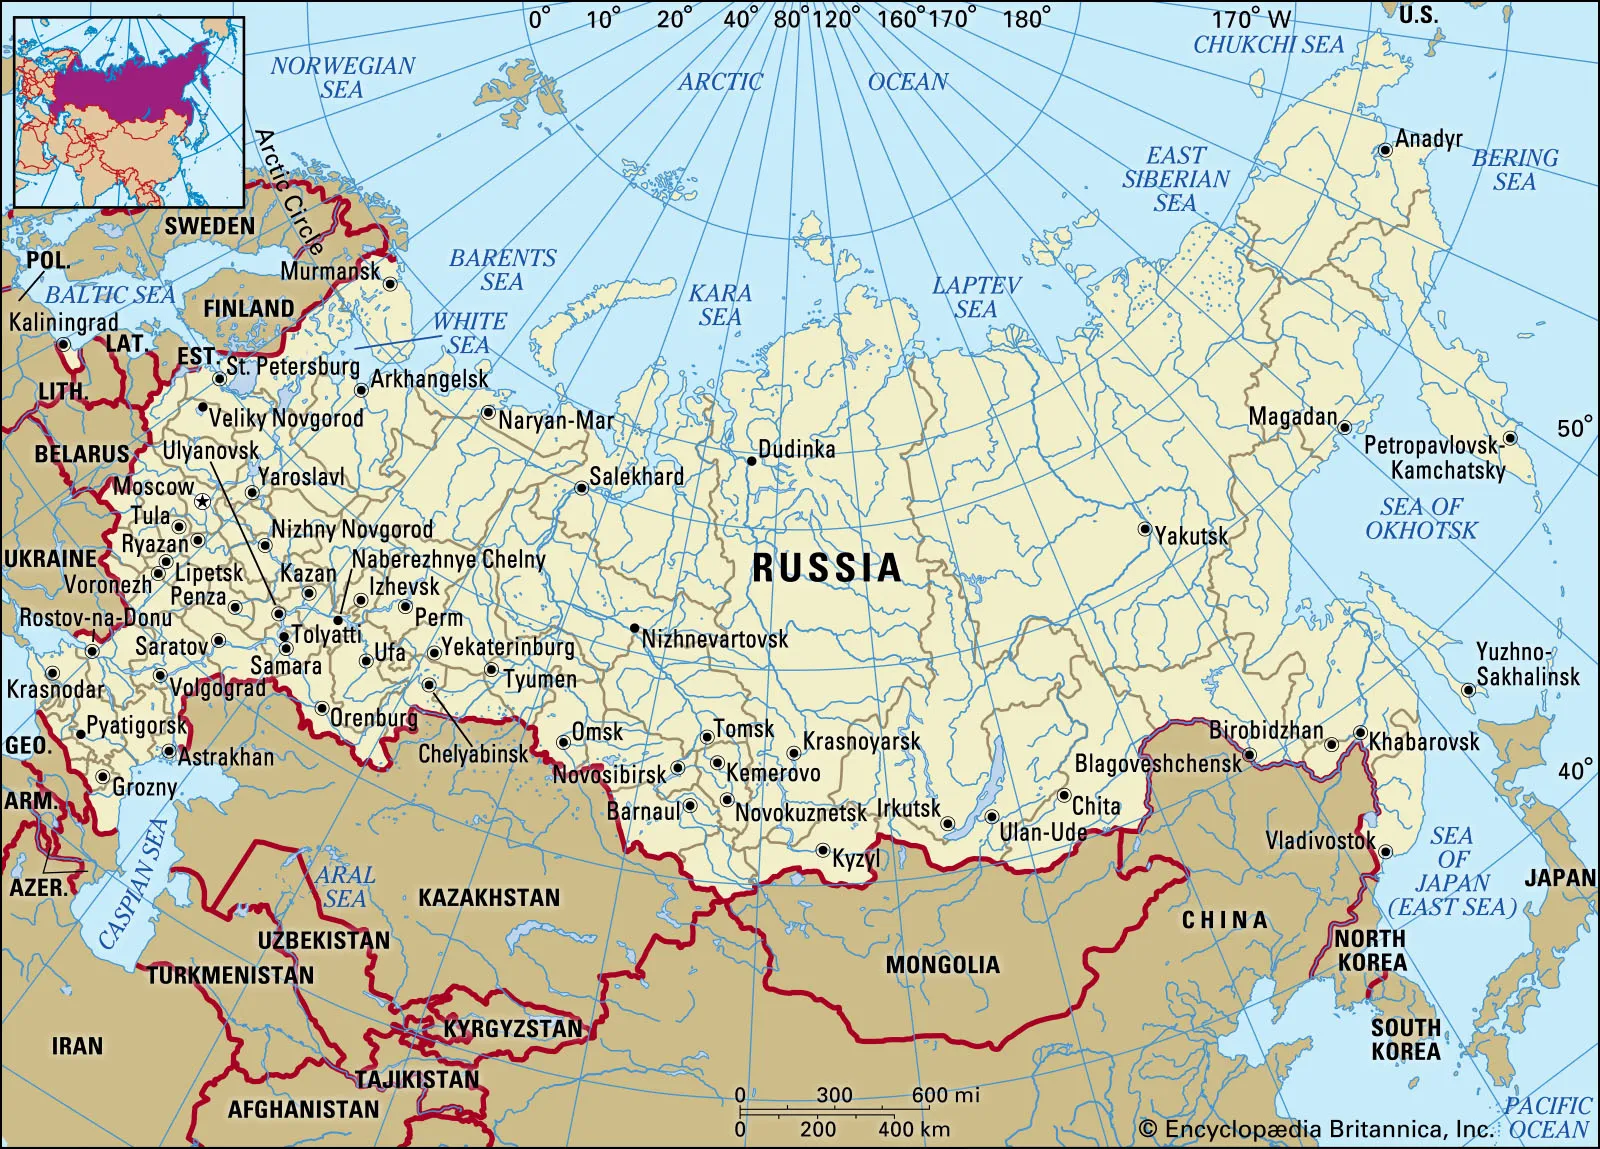 0° 10° 20° 40° 80° 120° 160° 170° 180° 170° W
U.S.
CHUKCHI SEA
NORWEGIAN
SEA
ARCTIC OCEAN
Arctic Circle
Anadyr
EAST
SIBERIAN
SEA
BERING
SEA
SWEDEN
POL.
BARENTS
SEA
Murmansk
BALTIC SEA
FINLAND
KARA
SEA
LAPTEV
SEA
Kaliningrad
WHITE
SEA
LAT.
EST.
St. Petersburg
Arkhangelsk
LITH.
Veliky Novgorod
Naryan-Mar
Magadan
50°
Petropavlovsk-
Kamchatsky
BELARUS
Ulyanovsk
Dudinka
Yaroslavl
Salekhard
Moscow
SEA OF
OKHOTSK
Tula
Nizhny Novgorod
Yakutsk
Ryazan
UKRAINE
Naberezhnye Chelny
RUSSIA
Lipetsk
Kazan
Voronezh
Izhevsk
Penza
Perm
Rostov-na-Donu
Tolyatti
Nizhnevartovsk
Saratov
Ufa
Yekaterinburg
Samara
Yuzhno-
Sakhalinsk
Tyumen
Krasnodar
Volgograd
Orenburg
Pyatigorsk
Omsk
Tomsk
Birobidzhan
GEO.
Krasnoyarsk
Khabarovsk
Chelyabinsk
Astrakhan
Blagoveshchensk
40°
Novosibirsk
Kemerovo
Grozny
ARM.
Barnaul
Novokuznetsk
Irkutsk
Chita
Ulan-Ude
Vladivostok
Kyzyl
SEA
OF
JAPAN
(EAST SEA)
JAPAN
AZER.
CASPIAN SEA
ARAL
SEA
KAZAKHSTAN
CHINA
UZBEKISTAN
NORTH
KOREA
MONGOLIA
TURKMENISTAN
KYRGYZSTAN
SOUTH
KOREA
IRAN
TAJIKISTAN
AFGHANISTAN
0 300 600 mi
0 200 400 km
PACIFIC
OCEAN
© Encyclopædia Britannica, Inc.